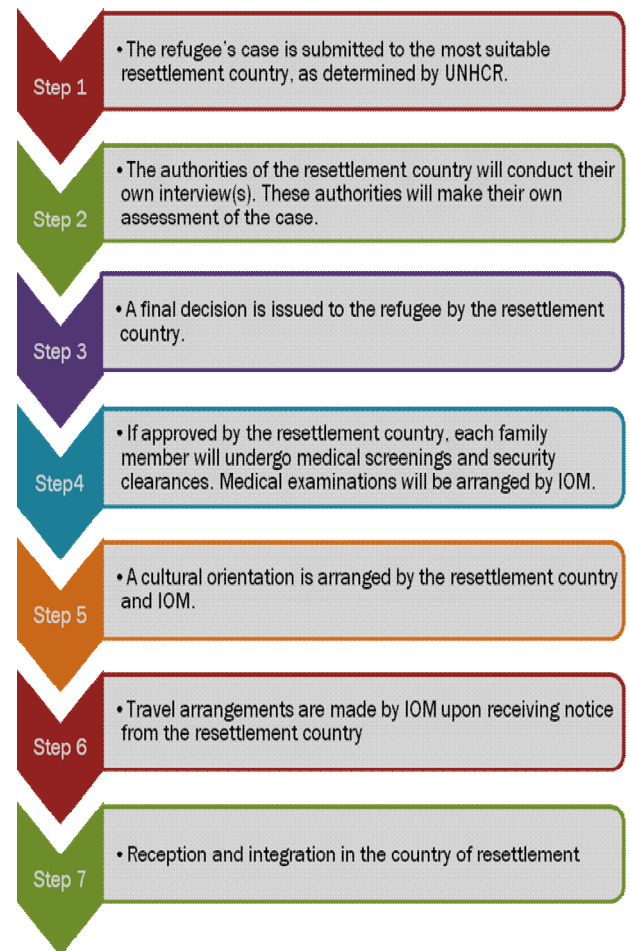 Step 1
• The refugee's case is submitted to the most suitable
resettlement country, as determined by UNHCR.
Step 2
• The authorities of the resettlement country will conduct their
own interview(s). These authorities will make their own
assessment of the case.
Step 3
• A final decision is issued to the refugee by the resettlement
country.
Step4
• If approved by the resettlement country, each family
member will undergo medical screenings and security
clearances. Medical examinations will be arranged by IOM.
Step 5
• A cultural orientation is arranged by the resettlement country
and IOM.
Step 6
• Travel arrangements are made by IOM upon receiving notice
from the resettlement country
Step 7
• Reception and integration in the country of resettlement